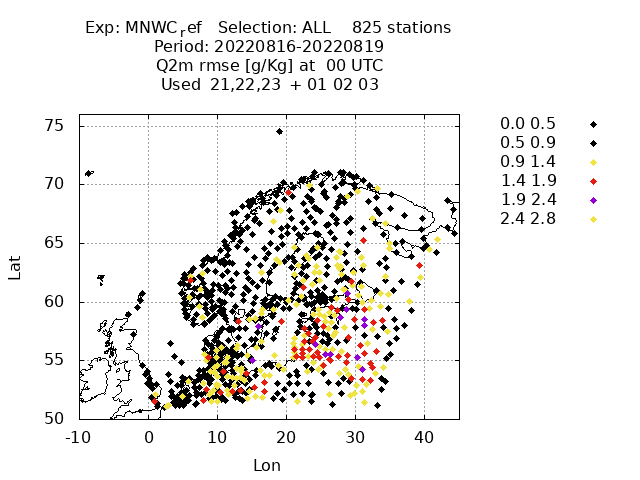 Exp: MNWC_ref   Selection: ALL    825 stations
Period: 20220816-20220819
Q2m rmse [g/Kg] at  00 UTC
Used  21,22,23  + 01 02 03
75
70
65
60
55
50
-10 0 10 20 30 40
Lat
Lon
0.0 0.5
0.5 0.9
0.9 1.4
1.4 1.9
1.9 2.4
2.4 2.8